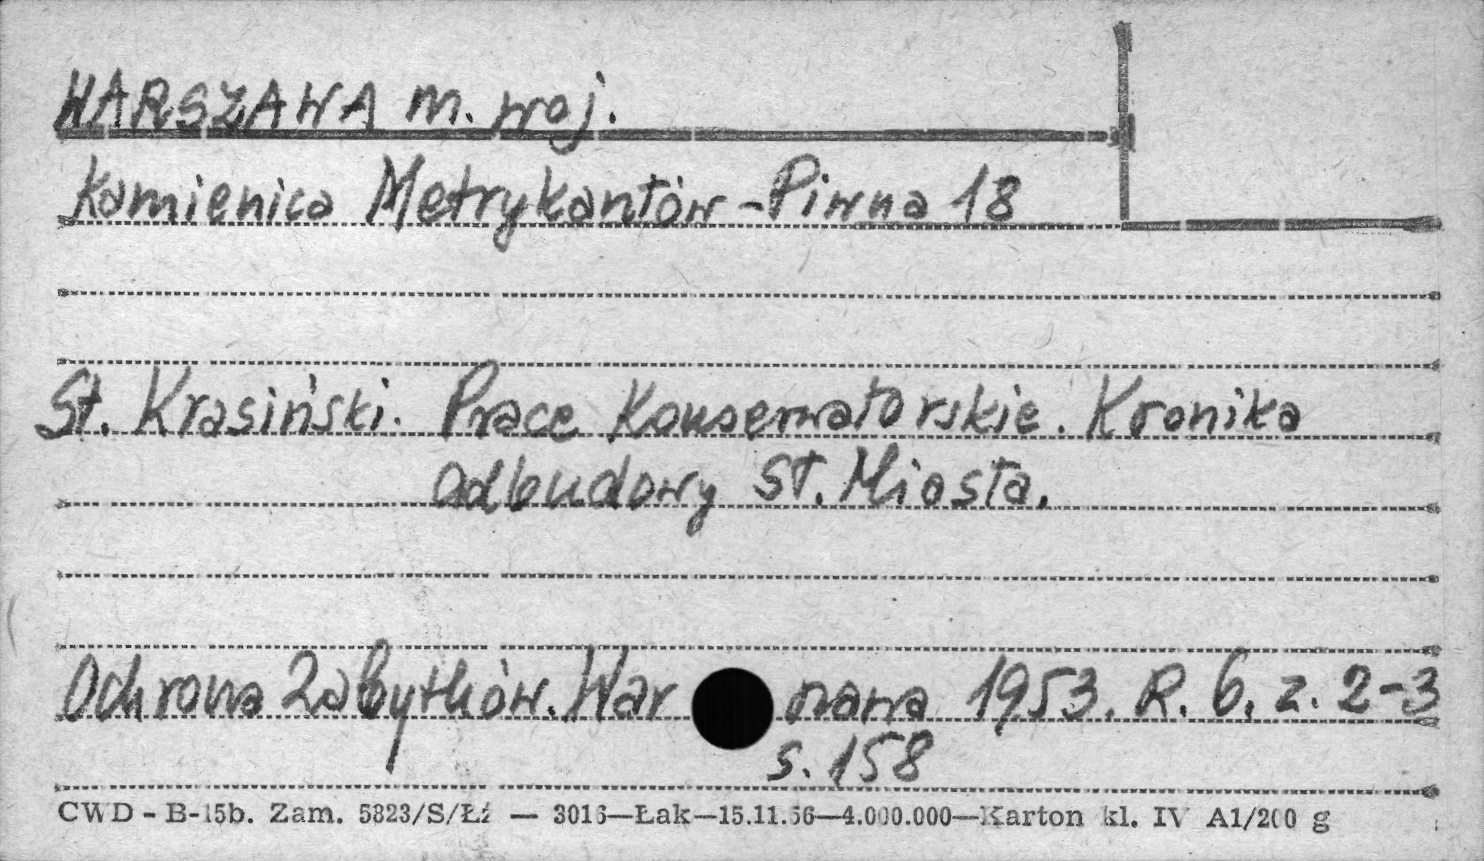 WARSZAWA m. woj.
Kamienica Metrykantów - Piwna 18
St. Krasiński. Prace Konserwatorskie. Kronika
odbudowy St. Miasta.
Ochrona Zabytków. War szawa 1953. R. 6. z. 2-3
s. 158
CWD - B-15b. Zam. 5823/S/Łź — 3016—Łak—15.11.56—4.000.000—Karton kl. IV A1/200 g